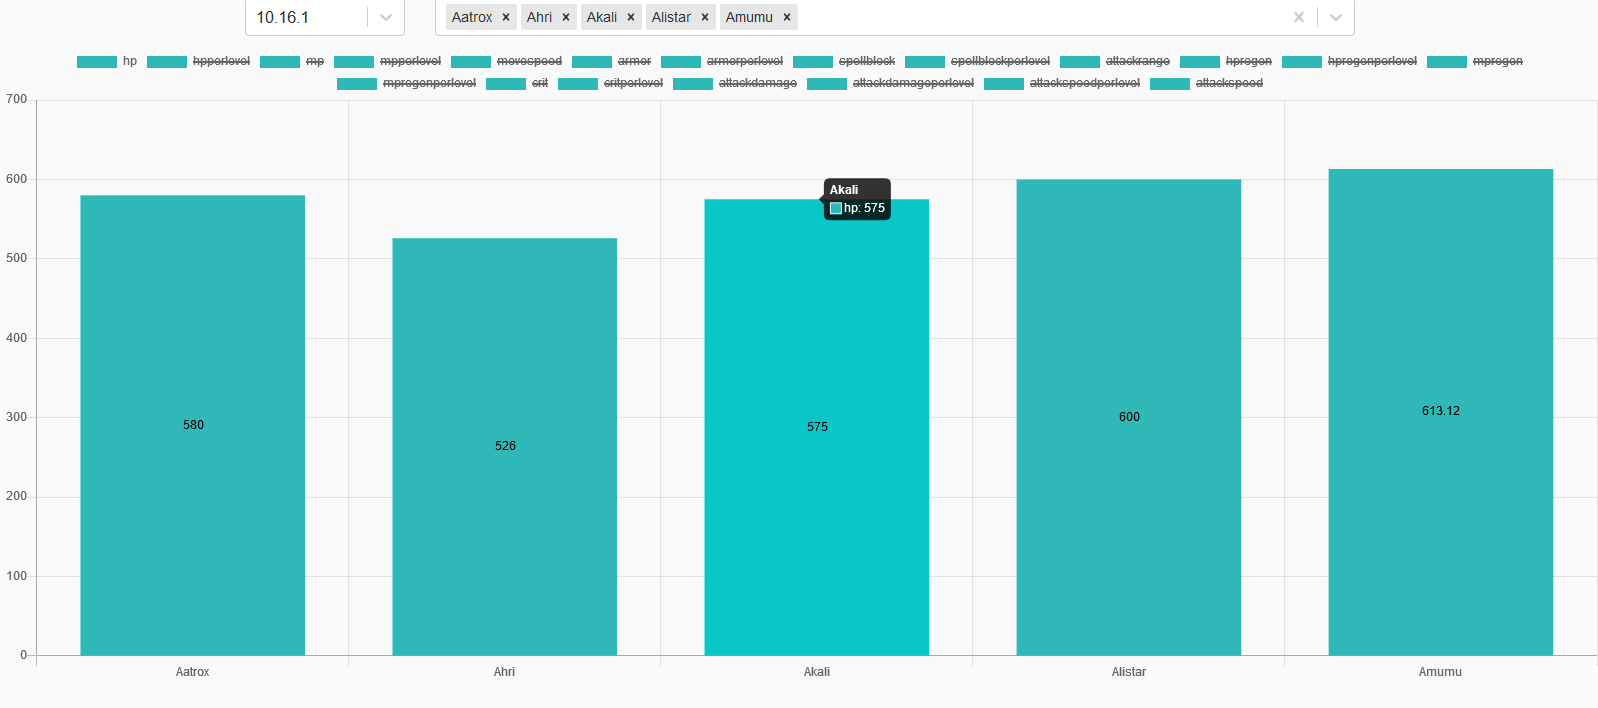 10.16.1 Aatrox × Ahri × Akali × Alistar × Amumu ×
hp hpperlevel mp mpperlevel movespeed armor armorperlevel spellblock spellblockperlevel attackrange hpregen hpregenperlevel mpregen
mpregenperlevel crit critperlevel attackdamage attackdamageperlevel attackspeedperlevel attackspeed
700
600
Akali
hp: 575
500
400
300
580
526
575
600
613.12
200
100
0
Aatrox Ahri Akali Alistar Amumu